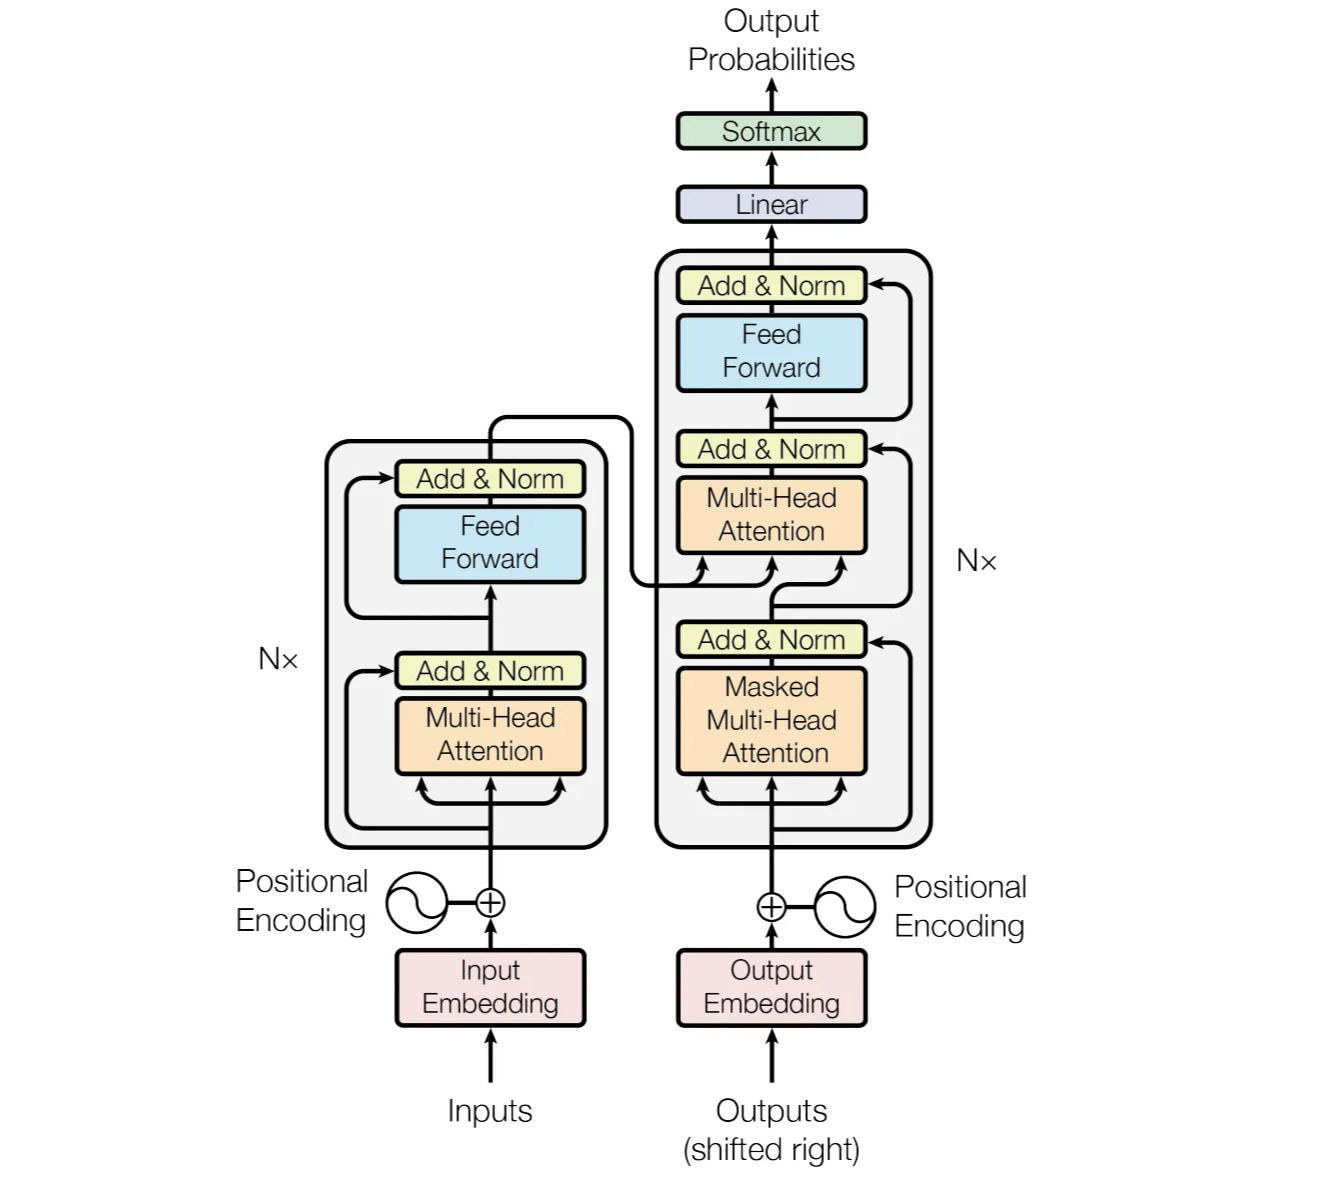 Output
Probabilities
Softmax
Linear
Add & Norm
Feed
Forward
Add & Norm
Multi-Head
Attention
Nx
Add & Norm
Masked
Multi-Head
Attention
Add & Norm
Feed
Forward
Nx
Add & Norm
Multi-Head
Attention
Positional
Encoding
Positional
Encoding
Input
Embedding
Output
Embedding
Inputs
Outputs
(shifted right)